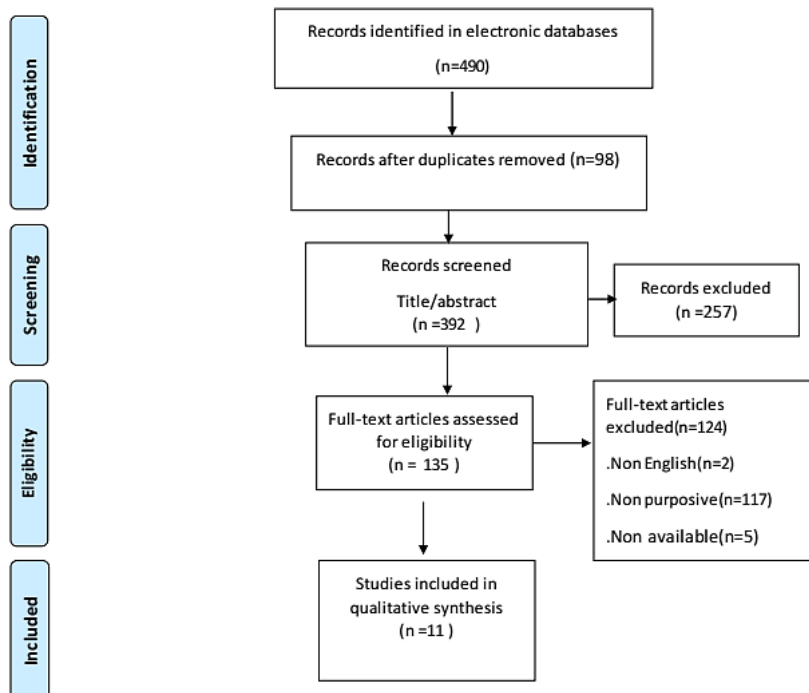 Identification
Records identified in electronic databases
(n=490)
Records after duplicates removed (n=98)
Screening
Records screened
Title/abstract
(n =392 )
Records excluded
(n =257)
Eligibility
Full-text articles assessed
for eligibility
(n = 135 )
Full-text articles
excluded(n=124)
.Non English(n=2)
.Non purposive(n=117)
.Non available(n=5)
Included
Studies included in
qualitative synthesis
(n =11 )